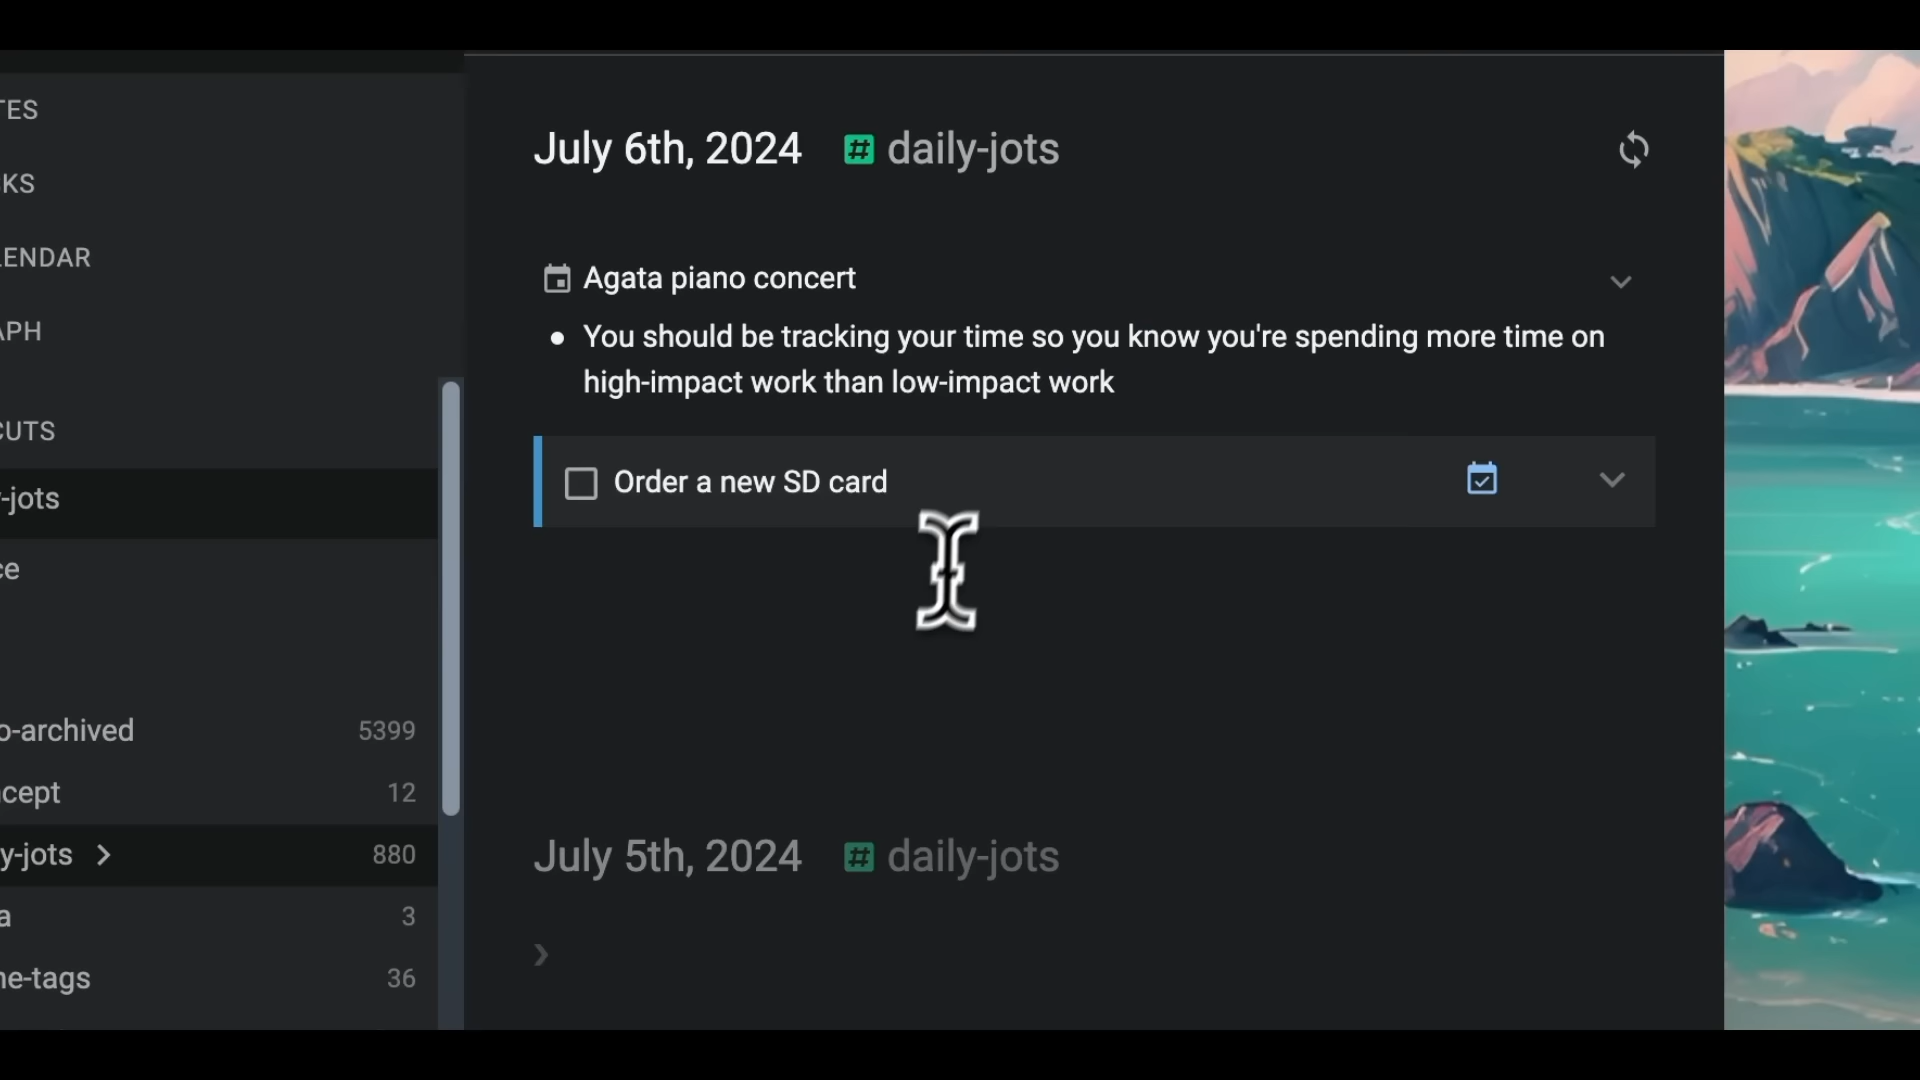 TES
KS
LENDAR
APH
CUTS
-jots
ce
o-archived 5399
ncept 12
y-jots 880
a 3
ne-tags 36
July 6th, 2024 # daily-jots
Agata piano concert
You should be tracking your time so you know you're spending more time on
high-impact work than low-impact work
Order a new SD card
July 5th, 2024 # daily-jots